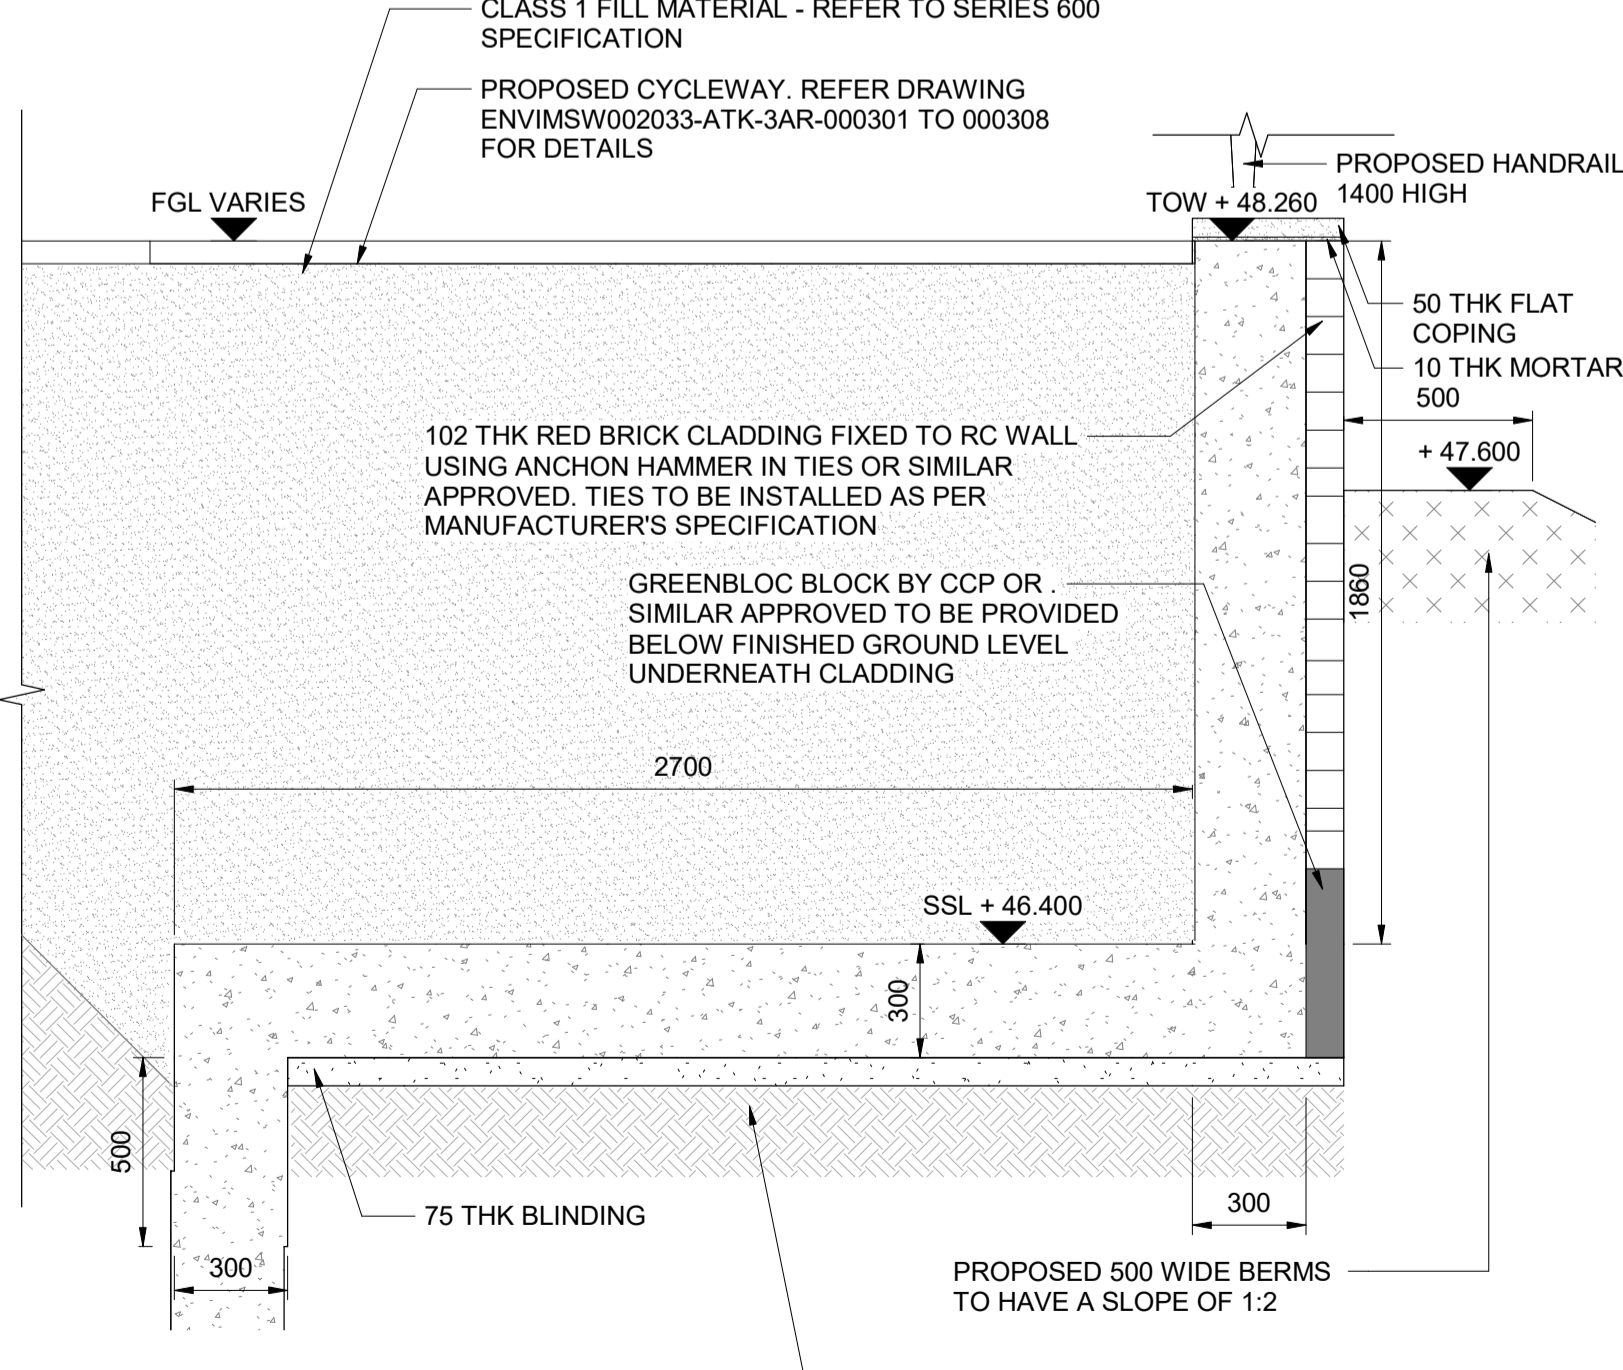 CLASS 1 FILL MATERIAL - REFER TO SERIES 600
SPECIFICATION
PROPOSED CYCLEWAY. REFER DRAWING
ENVIMSW002033-ATK-3AR-000301 TO 000308
FOR DETAILS
FGL VARIES
TOW + 48.260
PROPOSED HANDRAIL
1400 HIGH
50 THK FLAT
COPING
10 THK MORTAR
500
+ 47.600
102 THK RED BRICK CLADDING FIXED TO RC WALL
USING ANCHON HAMMER IN TIES OR SIMILAR
APPROVED. TIES TO BE INSTALLED AS PER
MANUFACTURER'S SPECIFICATION
GREENBLOC BLOCK BY CCP OR .
SIMILAR APPROVED TO BE PROVIDED
BELOW FINISHED GROUND LEVEL
UNDERNEATH CLADDING
1860
2700
SSL + 46.400
300
500
75 THK BLINDING
300
300
PROPOSED 500 WIDE BERMS
TO HAVE A SLOPE OF 1:2